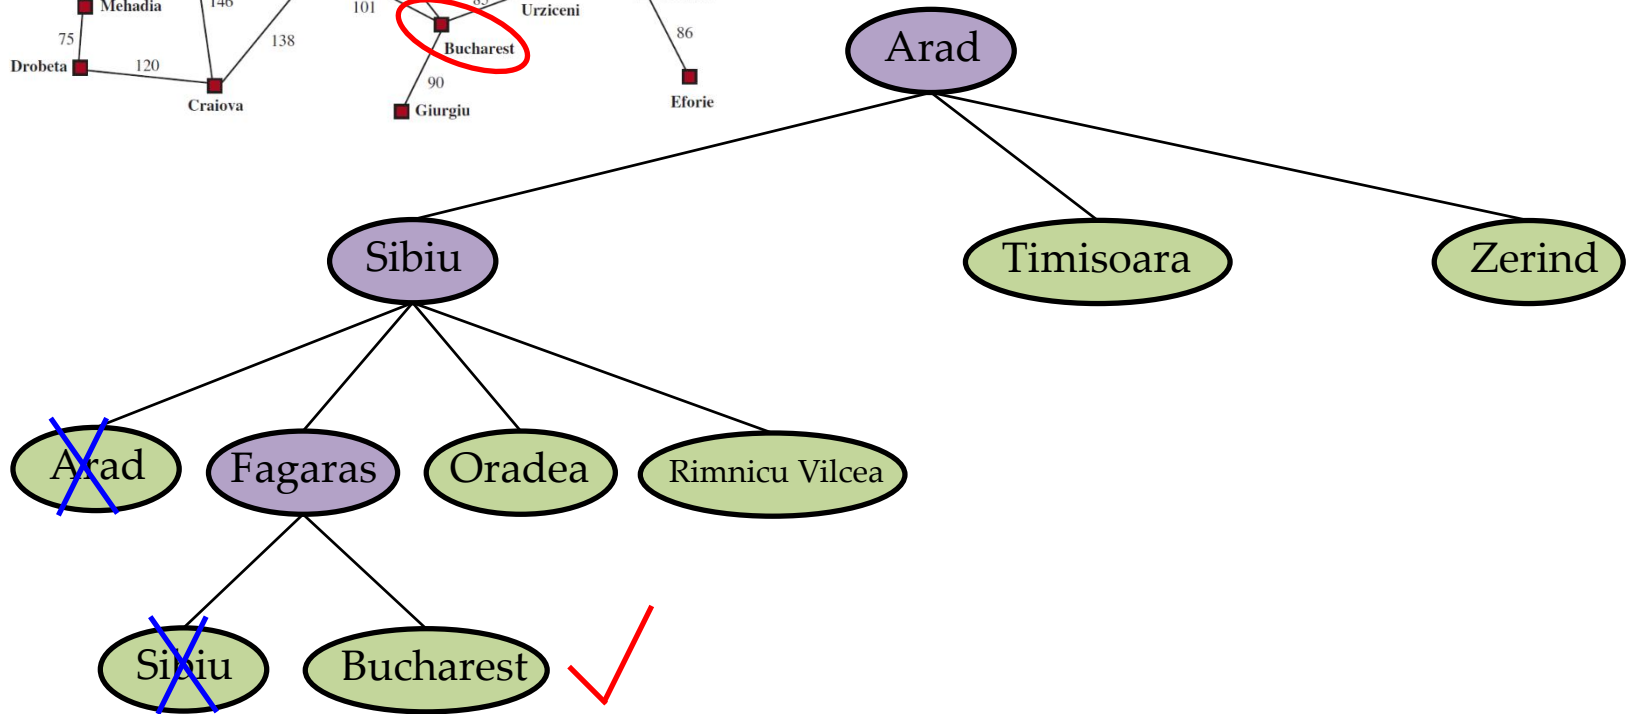 Mehadia
146
101
85
Urziceni
75
138
Bucharest
86
Drobeta
120
90
Craiova
Giurgiu
Eforie
Arad
Sibiu
Timisoara
Zerind
Arad
Fagaras
Oradea
Rimnicu Vilcea
Sibiu
Bucharest